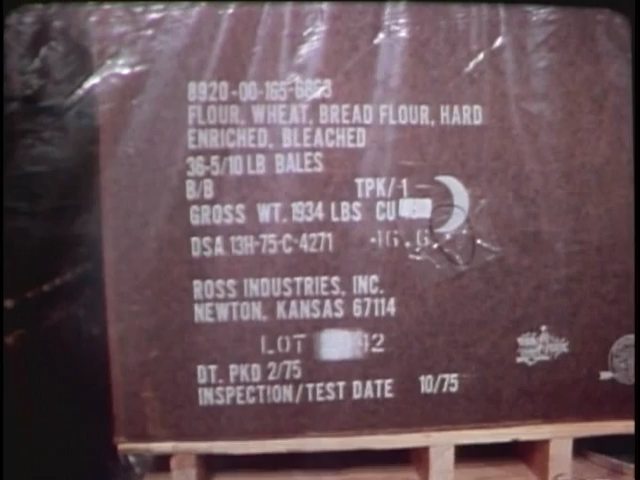 8920-00-165-6863
FLOUR, WHEAT, BREAD FLOUR, HARD
ENRICHED, BLEACHED
36-5/10 LB BALES
B/B TPK/1
GROSS WT. 1934 LBS CU
DSA 13H-75-C-4271
ROSS INDUSTRIES, INC.
NEWTON, KANSAS 67114
LOT 42
DT. PKD 2/75
INSPECTION/TEST DATE 10/75